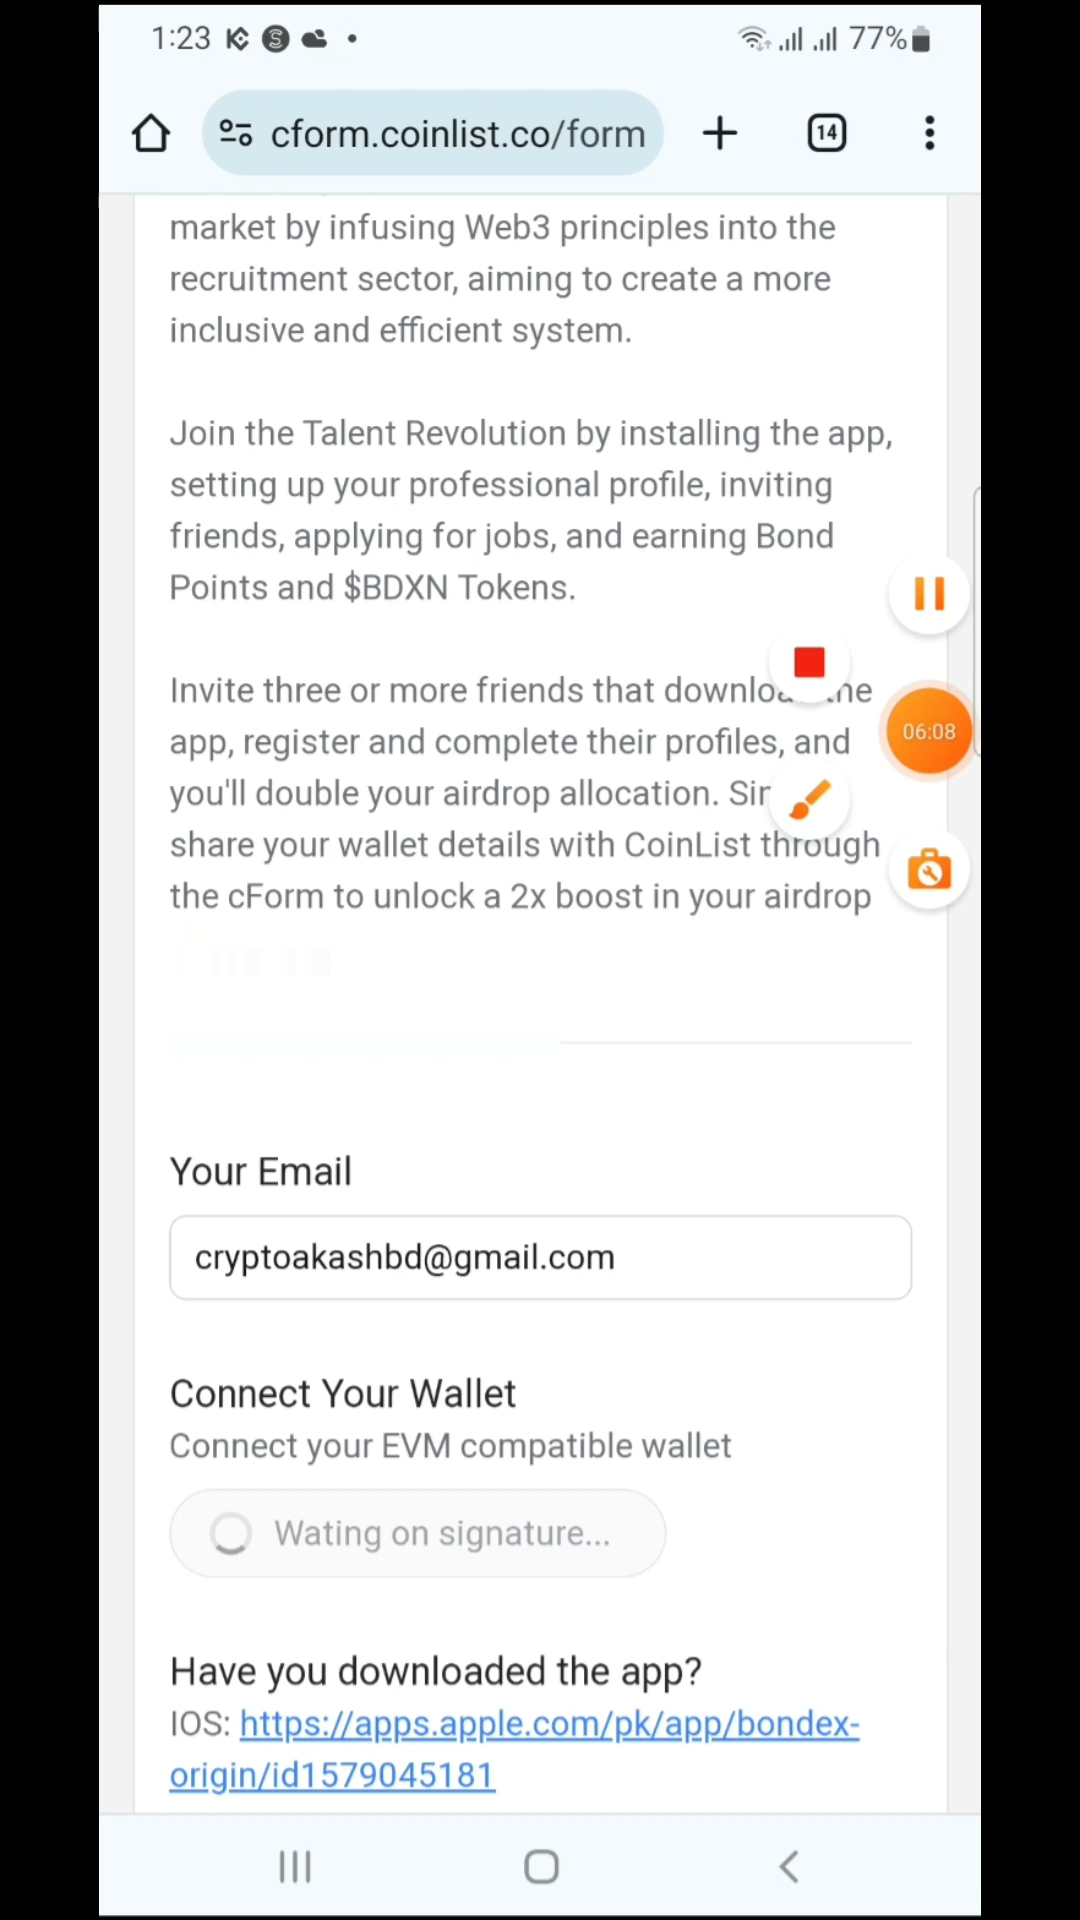 1:23
77%
cform.coinlist.co/form
14
market by infusing Web3 principles into the
recruitment sector, aiming to create a more
inclusive and efficient system.
Join the Talent Revolution by installing the app,
setting up your professional profile, inviting
friends, applying for jobs, and earning Bond
Points and $BDXN Tokens.
Invite three or more friends that
app, register and complete their profiles, and
06:08
you'll double your airdrop allocation.
share your wallet details with CoinList through
the cForm to unlock a 2x boost in your airdrop
Your Email
cryptoakashbd@gmail.com
Connect Your Wallet
Connect your EVM compatible wallet
Wating on signature...
Have you downloaded the app?
IOS: https://apps.apple.com/pk/app/bondex-
origin/id1579045181